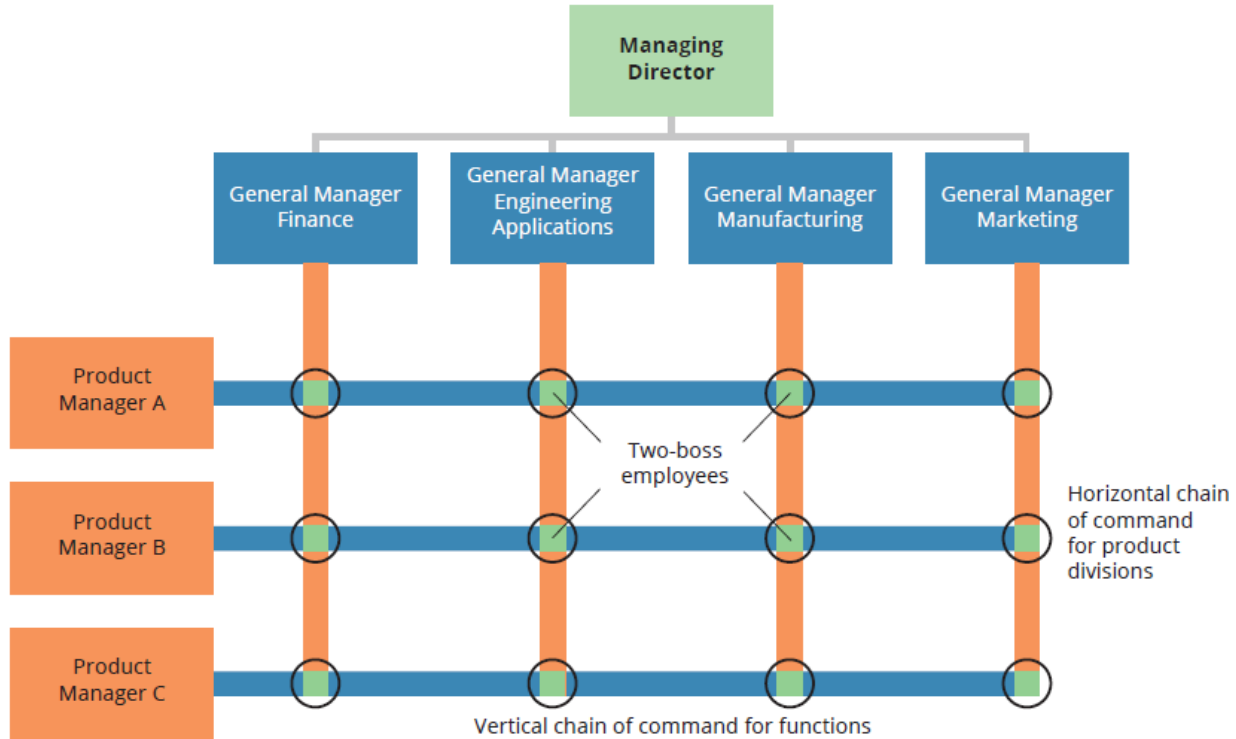 Managing
Director
General Manager
Finance
General Manager
Engineering
Applications
General Manager
Manufacturing
General Manager
Marketing
Product
Manager A
Two-boss
employees
Product
Manager B
Horizontal chain
of command
for product
divisions
Product
Manager C
Vertical chain of command for functions